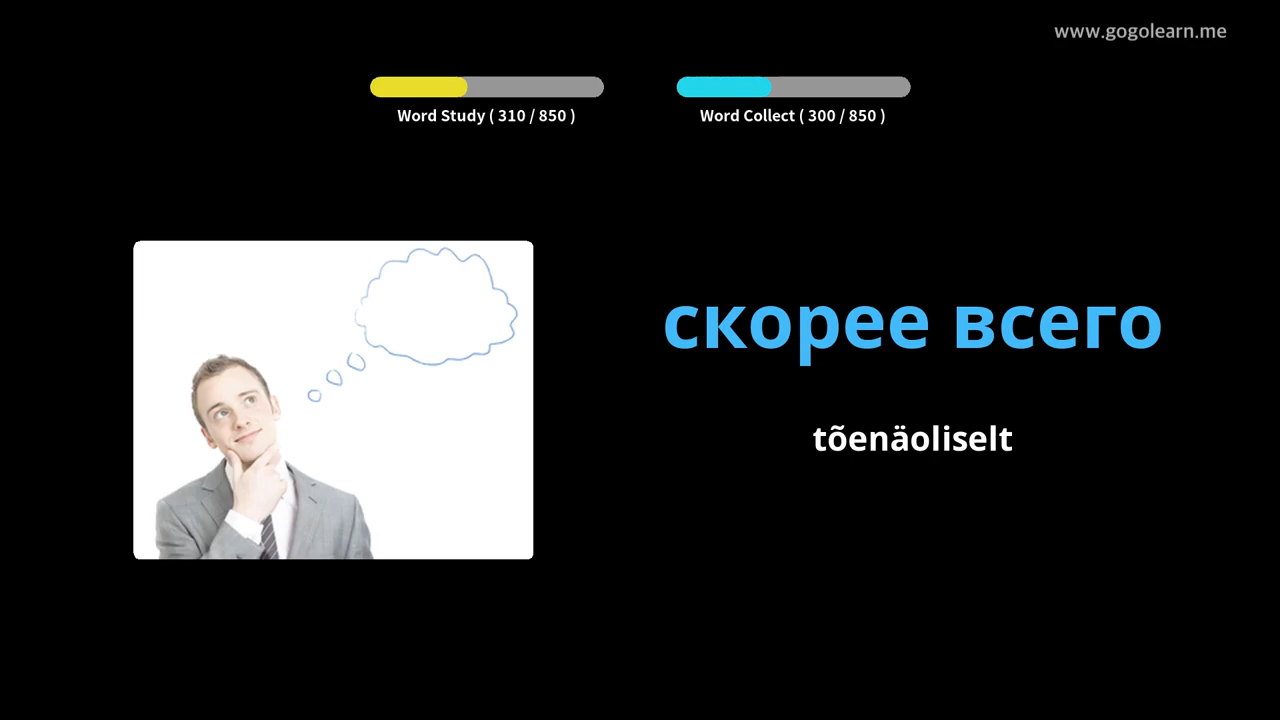 www.gogolearn.me
Word Study ( 310 / 850 )
Word Collect ( 300 / 850 )
скорее всего
tõenäoliselt